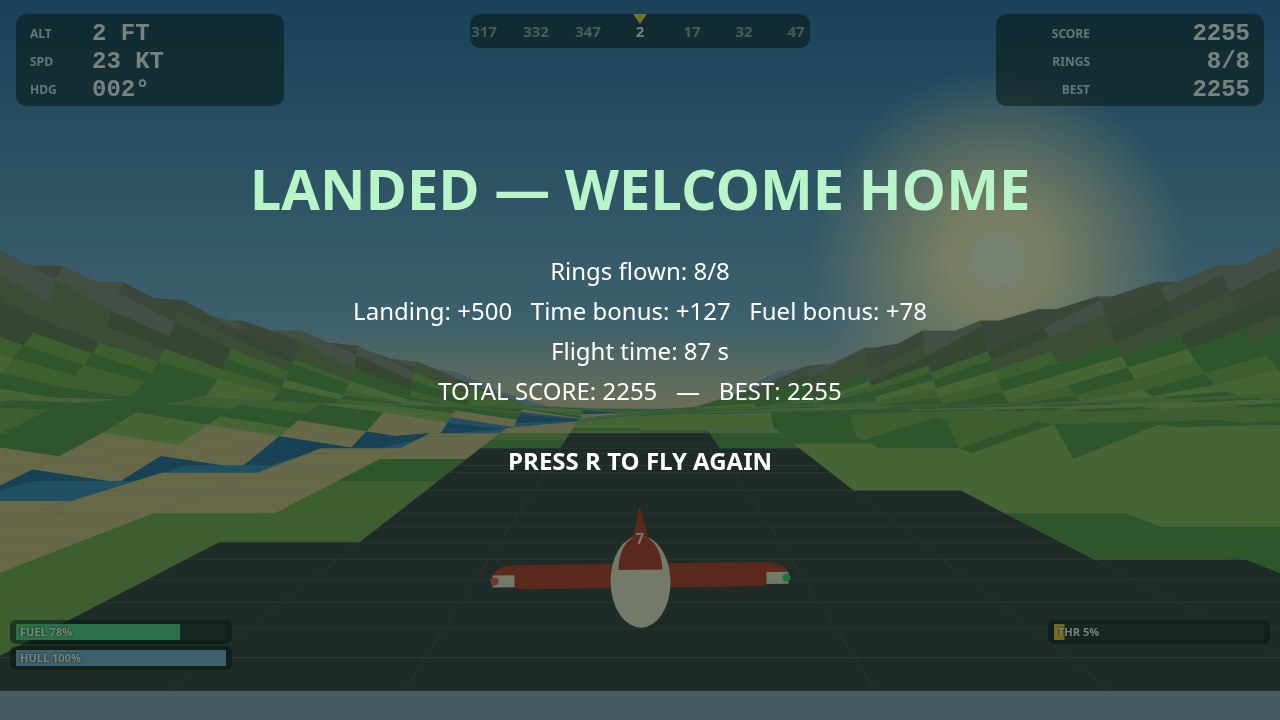 ALT 2 FT
SPD 23 KT
HDG 002°
317 332 347 2 17 32 47
SCORE 2255
RINGS 8/8
BEST 2255
LANDED — WELCOME HOME
Rings flown: 8/8
Landing: +500 Time bonus: +127 Fuel bonus: +78
Flight time: 87 s
TOTAL SCORE: 2255 — BEST: 2255
PRESS R TO FLY AGAIN
7
FUEL 78%
HULL 100%
THR 5%